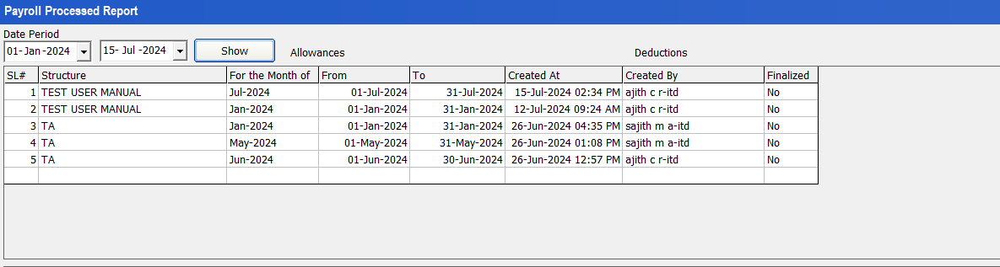 Payroll Processed Report
Date Period
01-Jan-2024 15- Jul -2024 Show Allowances Deductions
SL# Structure For the Month of From To Created At Created By Finalized
1 TEST USER MANUAL Jul-2024 01-Jul-2024 31-Jul-2024 15-Jul-2024 02:34 PM ajith c r-itd No
2 TEST USER MANUAL Jan-2024 01-Jan-2024 31-Jan-2024 12-Jul-2024 09:24 AM ajith c r-itd No
3 TA Jan-2024 01-Jan-2024 31-Jan-2024 26-Jun-2024 04:35 PM sajith m a-itd No
4 TA May-2024 01-May-2024 31-May-2024 26-Jun-2024 01:08 PM sajith m a-itd No
5 TA Jun-2024 01-Jun-2024 30-Jun-2024 26-Jun-2024 12:57 PM ajith c r-itd No